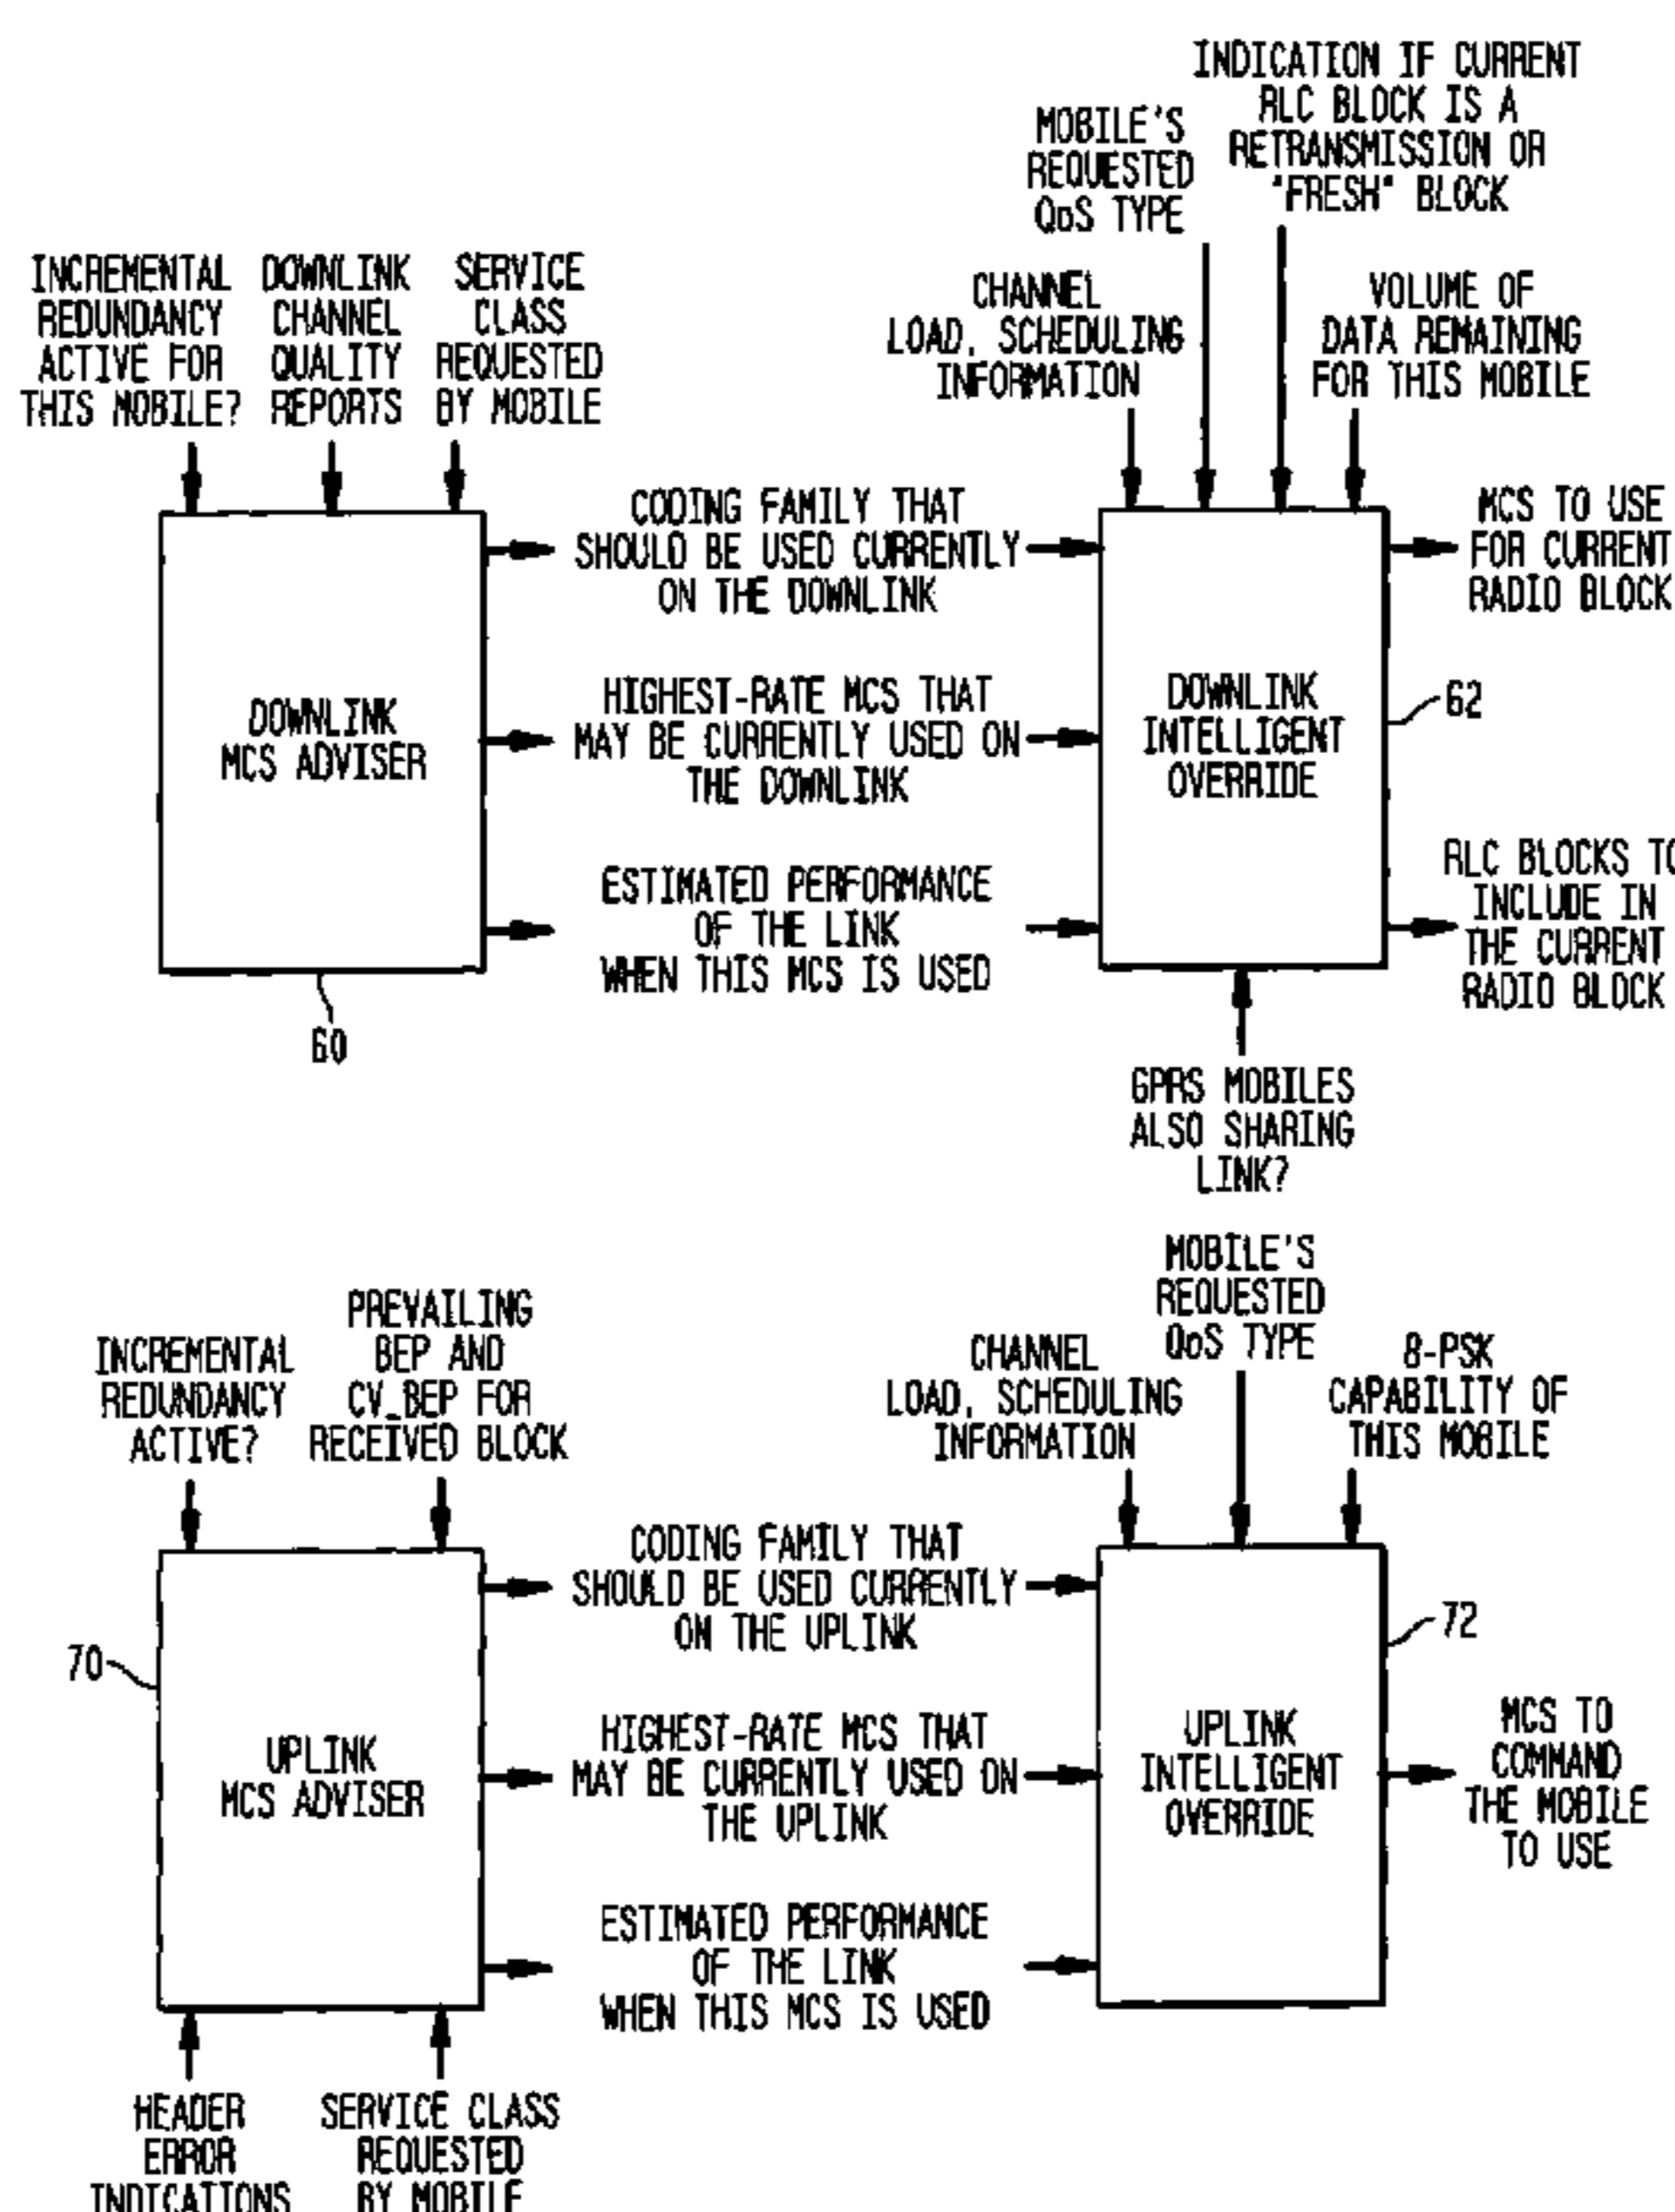 INDICATION IF CURRENT
RLC BLOCK IS A
RETRANSMISSION OR
"FRESH" BLOCK
MOBILE'S
REQUESTED
QoS TYPE
INCREMENTAL
REDUNDANCY
ACTIVE FOR
THIS MOBILE?
DOWNLINK
CHANNEL
QUALITY
REPORTS
SERVICE
CLASS
REQUESTED
BY MOBILE
CHANNEL
LOAD, SCHEDULING
INFORMATION
VOLUME OF
DATA REMAINING
FOR THIS MOBILE
CODING FAMILY THAT
SHOULD BE USED CURRENTLY
ON THE DOWNLINK
MCS TO USE
FOR CURRENT
RADIO BLOCK
DOWNLINK
MCS ADVISER
HIGHEST-RATE MCS THAT
MAY BE CURRENTLY USED ON
THE DOWNLINK
DOWNLINK
INTELLIGENT
OVERRIDE
62
ESTIMATED PERFORMANCE
OF THE LINK
WHEN THIS MCS IS USED
RLC BLOCKS TO
INCLUDE IN
THE CURRENT
RADIO BLOCK
60
GPRS MOBILES
ALSO SHARING
LINK?
MOBILE'S
REQUESTED
QoS TYPE
INCREMENTAL
REDUNDANCY
ACTIVE?
PREVAILING
BEP AND
CV_BEP FOR
RECEIVED BLOCK
CHANNEL
LOAD, SCHEDULING
INFORMATION
8-PSK
CAPABILITY OF
THIS MOBILE
CODING FAMILY THAT
SHOULD BE USED CURRENTLY
ON THE UPLINK
70
72
UPLINK
MCS ADVISER
HIGHEST-RATE MCS THAT
MAY BE CURRENTLY USED ON
THE UPLINK
UPLINK
INTELLIGENT
OVERRIDE
MCS TO
COMMAND
THE MOBILE
TO USE
ESTIMATED PERFORMANCE
OF THE LINK
WHEN THIS MCS IS USED
HEADER
ERROR
INDICATIONS
SERVICE CLASS
REQUESTED
BY MOBILE